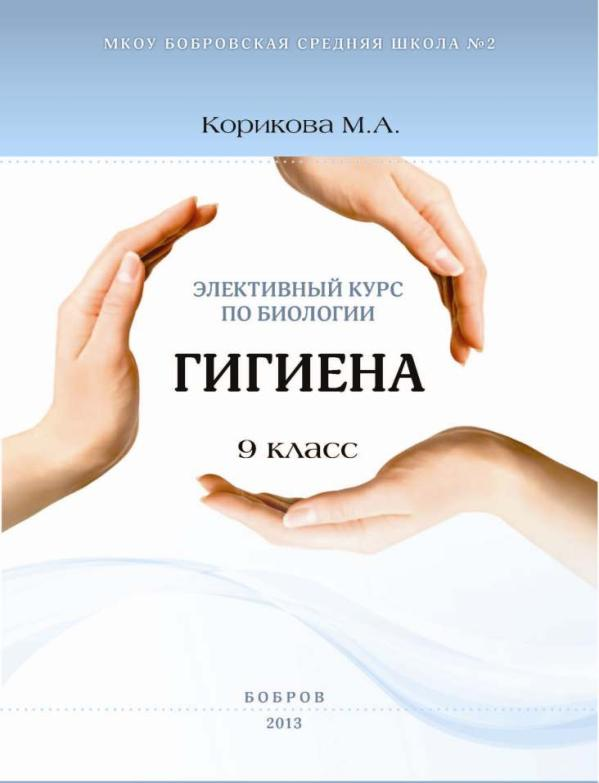 МКОУ БОБРОВСКАЯ СРЕДНЯЯ ШКОЛА №2
Корикова М.А.
ЭЛЕКТИВНЫЙ КУРС
ПО БИОЛОГИИ
ГИГИЕНА
9 класс
БОБРОВ
2013